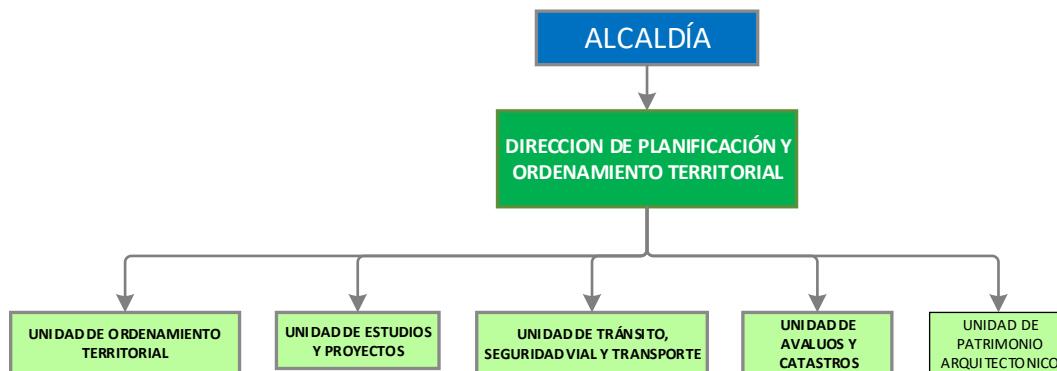 ALCALDÍA
DIRECCION DE PLANIFICACIÓN Y
ORDENAMIENTO TERRITORIAL
UNIDAD DE ORDENAMIENTO
TERRITORIAL
UNIDAD DE ESTUDIOS
Y PROYECTOS
UNIDAD DE TRÁNSITO,
SEGURIDAD VIAL Y TRANSPORTE
UNIDAD DE
AVALUOS Y
CATASTROS
UNIDAD DE
PATRIMONIO
ARQUITECTONICO